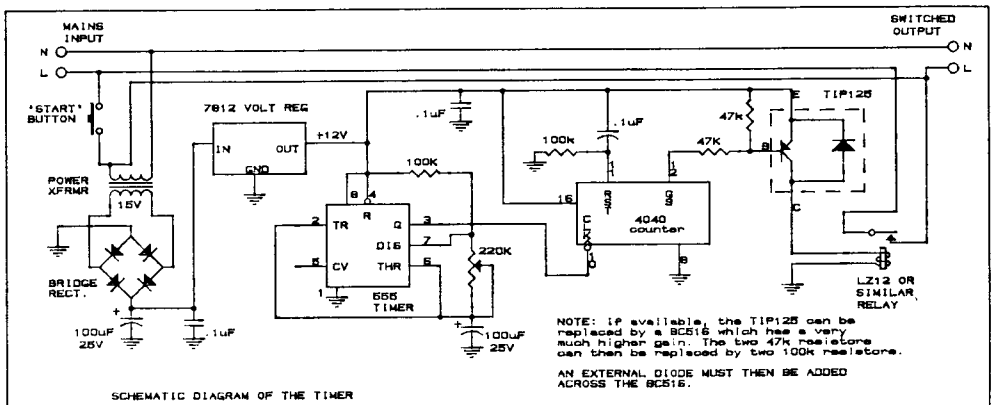 MAINS
INPUT
SWITCHED
OUTPUT
N
N
L
L
'START'
BUTTON
7812 VOLT REG
IN
OUT
GND
+12V
.1uF
.1uF
100k
47K
47K
E
TIP125
B
C
POWER
XFRMR
15V
100K
8
4
R
2
TR
Q
3
DIS
7
5
CV
THR
6
1
555
TIMER
220K
16
11
RST
12
Q9
4040
counter
CLK
10
8
BRIDGE
RECT.
+
100uF
25V
.1uF
+
100uF
25V
LZ12 OR
SIMILAR
RELAY
NOTE: if available, the TIP125 can be
replaced by a BC516 which has a very
much higher gain. The two 47k resistors
can then be replaced by two 100k resistors.
AN EXTERNAL DIODE MUST THEN BE ADDED
ACROSS THE BC516.
SCHEMATIC DIAGRAM OF THE TIMER